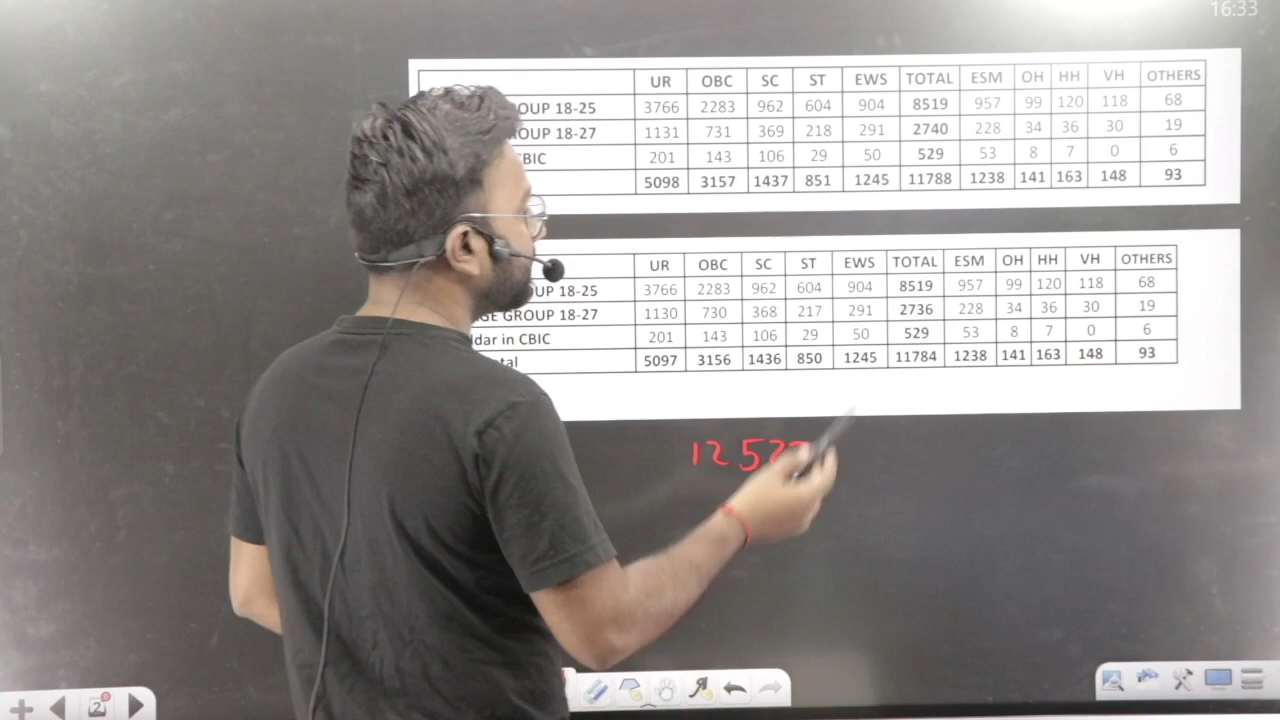 16:33
UR OBC SC ST EWS TOTAL ESM OH HH VH OTHERS
OUP 18-25 3766 2283 962 604 904 8519 957 99 120 118 68
OUP 18-27 1131 731 369 218 291 2740 228 34 36 30 19
CBIC 201 143 106 29 50 529 53 8 7 0 6
5098 3157 1437 851 1245 11788 1238 141 163 148 93
UR OBC SC ST EWS TOTAL ESM OH HH VH OTHERS
OUP 18-25 3766 2283 962 604 904 8519 957 99 120 118 68
GE GROUP 18-27 1130 730 368 217 291 2736 228 34 36 30 19
ldar in CBIC 201 143 106 29 50 529 53 8 7 0 6
tal 5097 3156 1436 850 1245 11784 1238 141 163 148 93
2